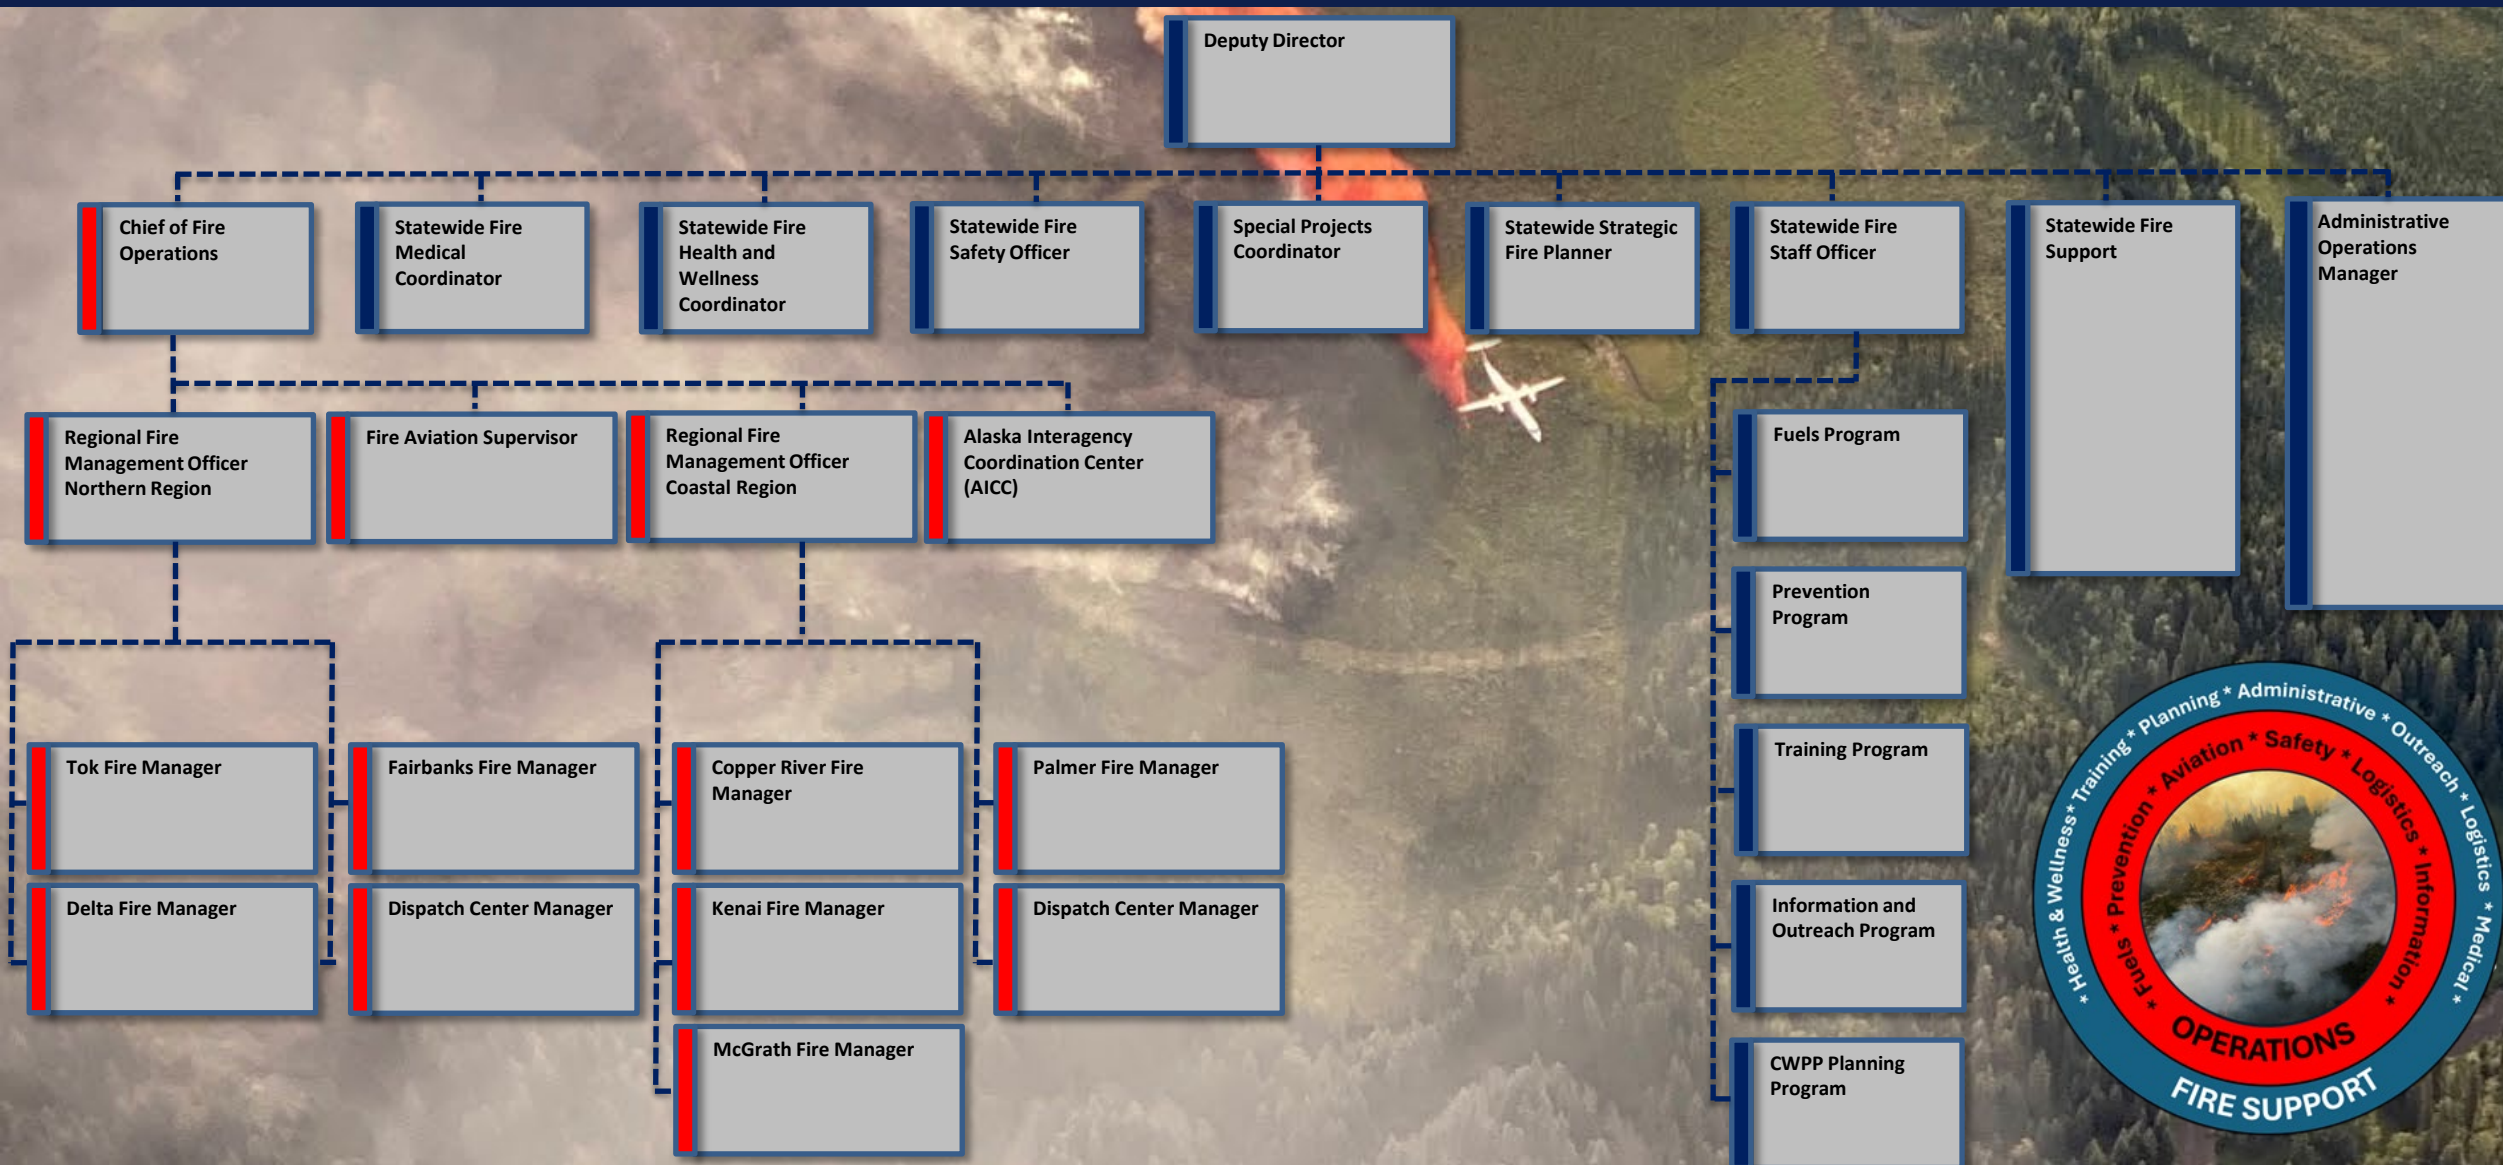 Deputy Director
Chief of Fire
Operations
Statewide Fire
Medical
Coordinator
Statewide Fire
Health and
Wellness
Coordinator
Statewide Fire
Safety Officer
Special Projects
Coordinator
Statewide Strategic
Fire Planner
Statewide Fire
Staff Officer
Statewide Fire
Support
Administrative
Operations
Manager
Regional Fire
Management Officer
Northern Region
Fire Aviation Supervisor
Regional Fire
Management Officer
Coastal Region
Alaska Interagency
Coordination Center
(AICC)
Fuels Program
Prevention
Program
Training Program
Information and
Outreach Program
CWPP Planning
Program
Tok Fire Manager
Fairbanks Fire Manager
Copper River Fire
Manager
Palmer Fire Manager
Delta Fire Manager
Dispatch Center Manager
Kenai Fire Manager
Dispatch Center Manager
McGrath Fire Manager
* Health & Wellness * Training * Planning * Administrative * Outreach * Logistics * Medical *
* Fuels * Prevention * Aviation * Safety * Logistics * Information *
OPERATIONS
FIRE SUPPORT